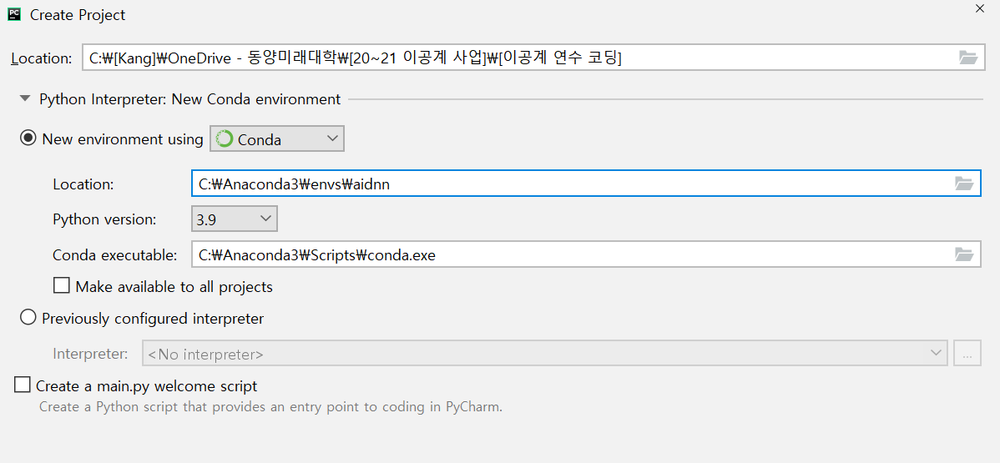 PC Create Project
Location: C:₩[Kang]₩OneDrive - 동양미래대학₩[20~21 이공계 사업]₩[이공계 연수 코딩]
Python Interpreter: New Conda environment
New environment using Conda
Location: C:₩Anaconda3₩envs₩aidnn
Python version: 3.9
Conda executable: C:₩Anaconda3₩Scripts₩conda.exe
Make available to all projects
Previously configured interpreter
Interpreter: <No interpreter> ...
Create a main.py welcome script
Create a Python script that provides an entry point to coding in PyCharm.